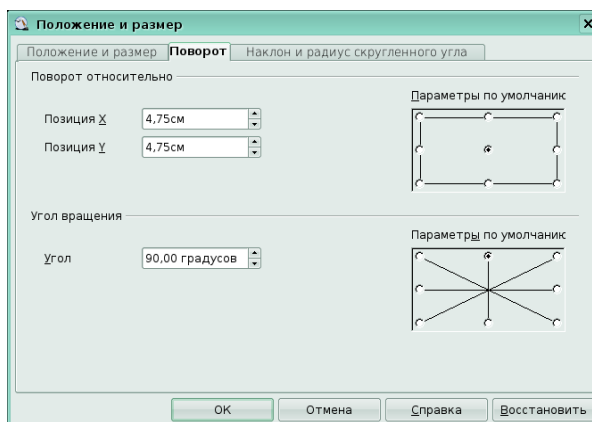 Положение и размер
Положение и размер Поворот Наклон и радиус скругленного угла
Поворот относительно
Параметры по умолчанию
Позиция X 4,75см
Позиция Y 4,75см
Угол вращения
Параметры по умолчанию
Угол 90,00 градусов
OK Отмена Справка Восстановить